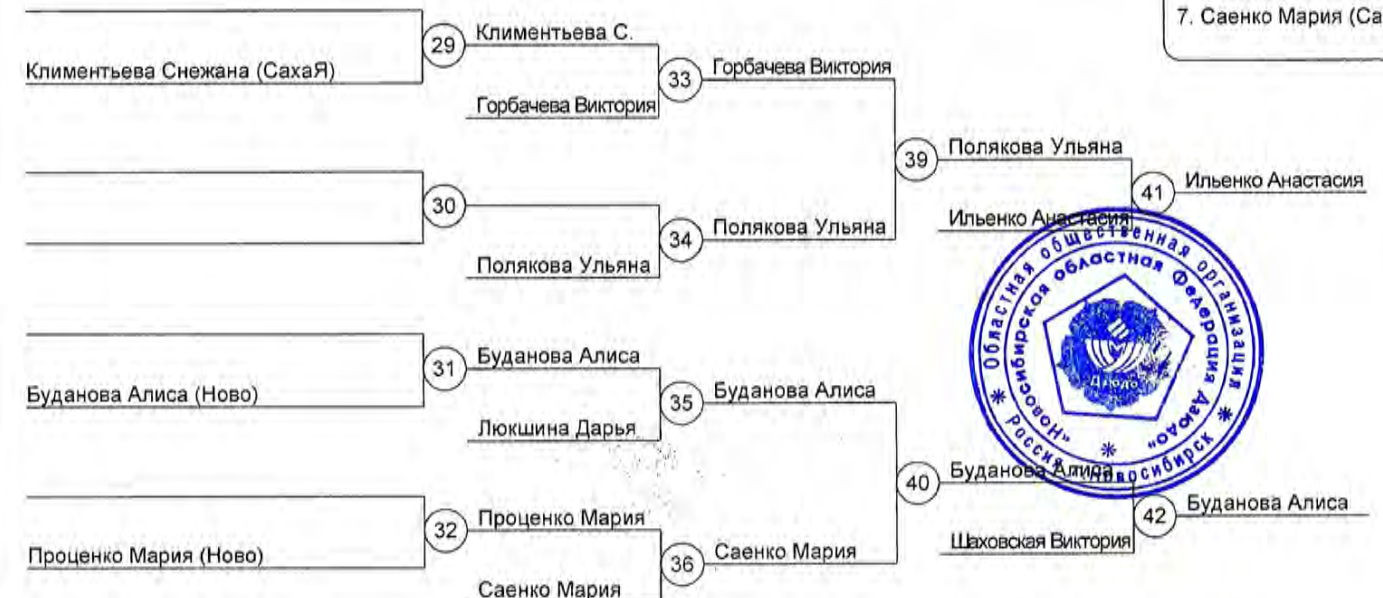 7. Саенко Мария (Са
29 Климентьева С.
Климентьева Снежана (СахаЯ)
33 Горбачева Виктория
Горбачева Виктория
39 Полякова Ульяна
41 Ильенко Анастасия
30
Ильенко Анастасия
34 Полякова Ульяна
Полякова Ульяна
31 Буданова Алиса
Буданова Алиса (Ново)
35 Буданова Алиса
Люкшина Дарья
40 Буданова Алиса
42 Буданова Алиса
32 Проценко Мария
Шаховская Виктория
Проценко Мария (Ново)
36 Саенко Мария
Саенко Мария
Областная общественная организация
«Новосибирская областная Федерация Дзюдо»
Дзюдо
* Россия г.Новосибирск *